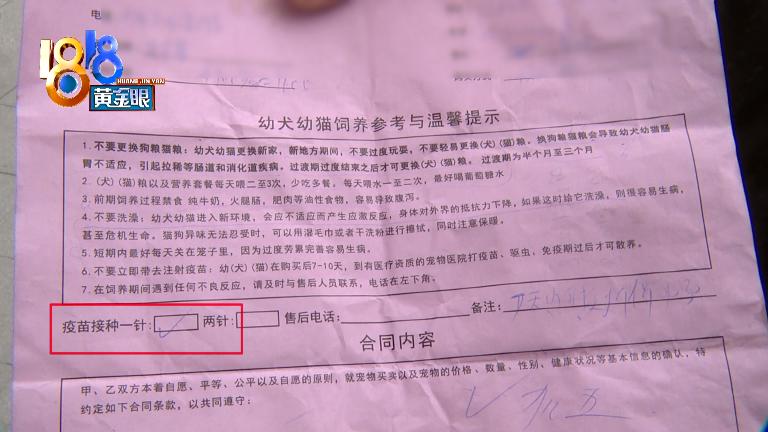 电
1818
HUANG JIN YAN
黄金眼
幼犬幼猫饲养参考与温馨提示
1.不要更换狗粮猫粮：幼犬幼猫更换新家，新地方期间，不要过度玩耍，不要轻易更换(犬)(猫)粮。换狗粮猫粮会导致幼犬幼猫肠
胃不适应，引起拉稀等肠道和消化道疾病。过渡期过度结束之后才可更换(犬)(猫)粮。过渡期为半个月至三个月
2.(犬)(猫)粮以及营养套餐每天喂二至3次，少吃多餐，每天喂水一至二次，最好喝葡萄糖水
3.前期饲养过程禁食 纯牛奶，火腿肠，肥肉等油性食物，容易导致腹泻。
4.不要洗澡：幼犬幼猫进入新环境，会应不适应而产生应激反应，身体对外界的抵抗力下降，如果这时给它洗澡，则很容易生病，
甚至危机生命。猫狗异味无法忍受时，可以用湿毛巾或者干洗粉进行擦拭，同时注意保暖。
5.短期内最好每天关在笼子里，因为过度劳累完善容易生病。
6.不要立即带去注射疫苗：幼(犬)(猫)在购买后7-10天，到有医疗资质的宠物医院打疫苗、驱虫、免疫期过后才可散养。
7.在饲养期间遇到任何不良反应，请及时与售后人员联系，电话在左下角。
疫苗接种一针: ✓ 两针: 售后电话: 备注:
合同内容
甲、乙双方本着自愿、平等、公平以及自愿的原则，就宠物买卖以及宠物的价格、数量、性别、健康状况等基本信息的确认，特
约定如下合同条款，以共同遵守：